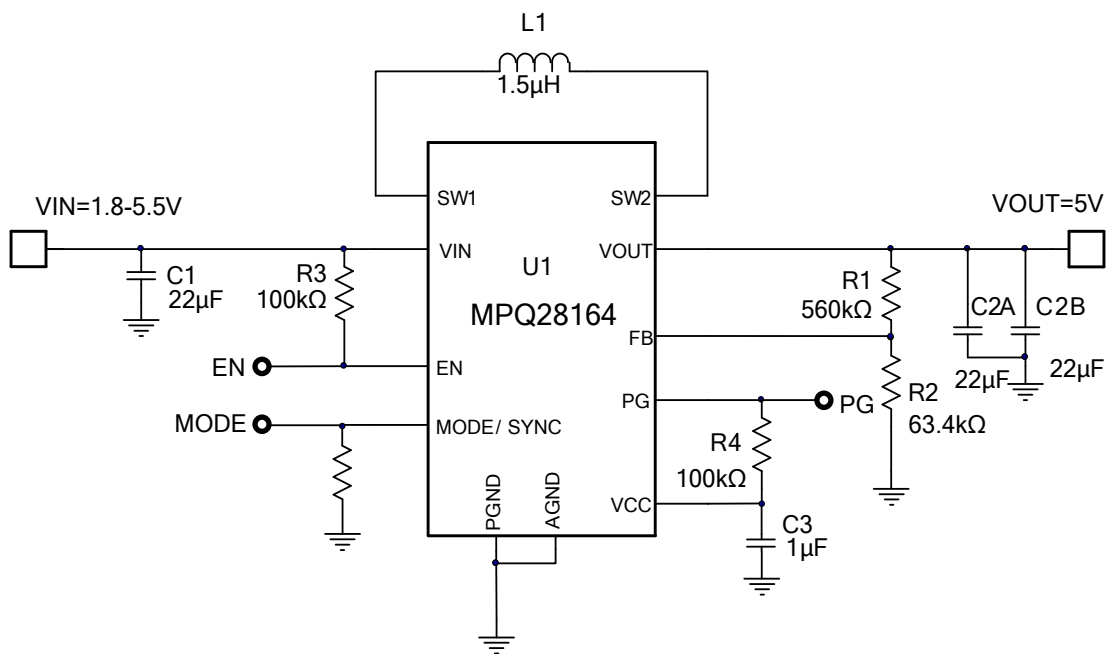 L1
1.5µH
SW1
SW2
VIN=1.8-5.5V
VOUT=5V
VIN
VOUT
U1
MPQ28164
C1
22µF
R3
100kΩ
R1
560kΩ
C2A
C2B
22µF
22µF
FB
EN
EN
PG
PG
R2
63.4kΩ
MODE
MODE/ SYNC
R4
100kΩ
VCC
PGND
AGND
C3
1µF